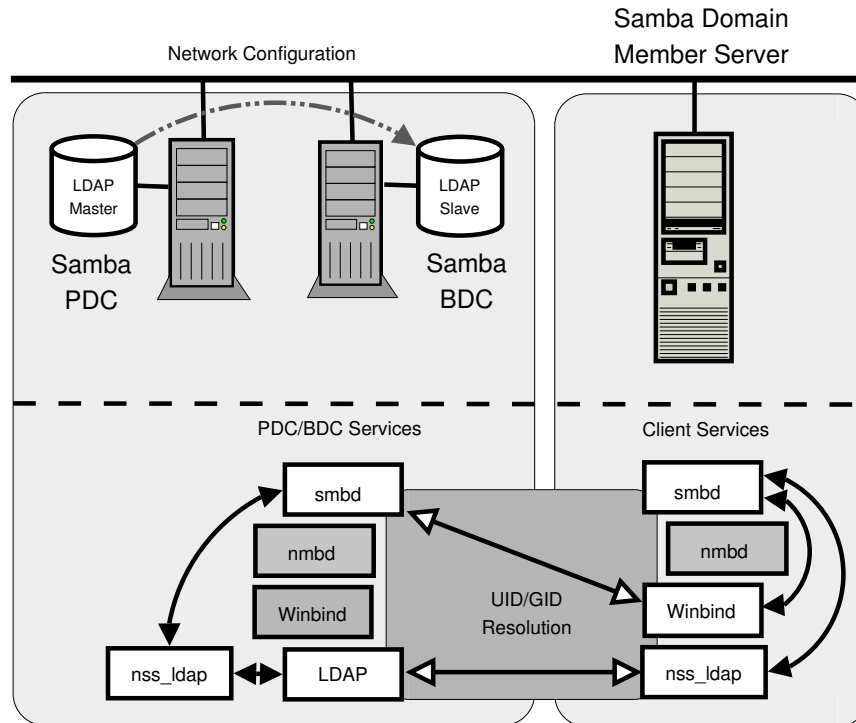 Samba Domain
Member Server
Network Configuration
LDAP
Master
LDAP
Slave
Samba
PDC
Samba
BDC
PDC/BDC Services
Client Services
smbd
smbd
nmbd
nmbd
Winbind
UID/GID
Resolution
Winbind
nss_ldap
LDAP
nss_ldap